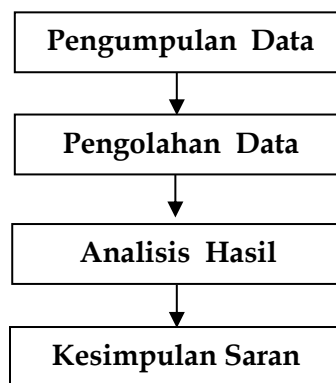 Pengumpulan Data
Pengolahan Data
Analisis Hasil
Kesimpulan Saran